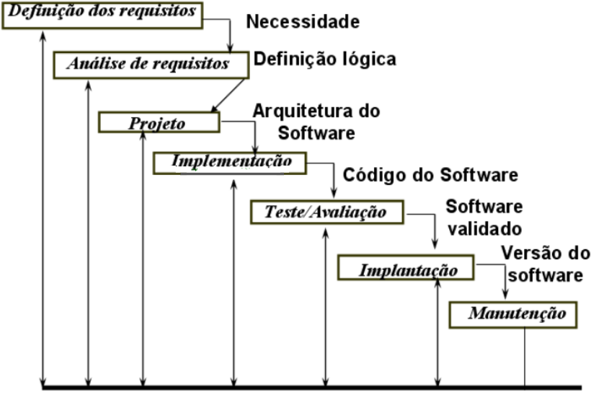 Definição dos requisitos
Necessidade
Análise de requisitos
Definição lógica
Projeto
Arquitetura do
Software
Implementação
Código do Software
Teste/Avaliação
Software
validado
Implantação
Versão do
software
Manutenção